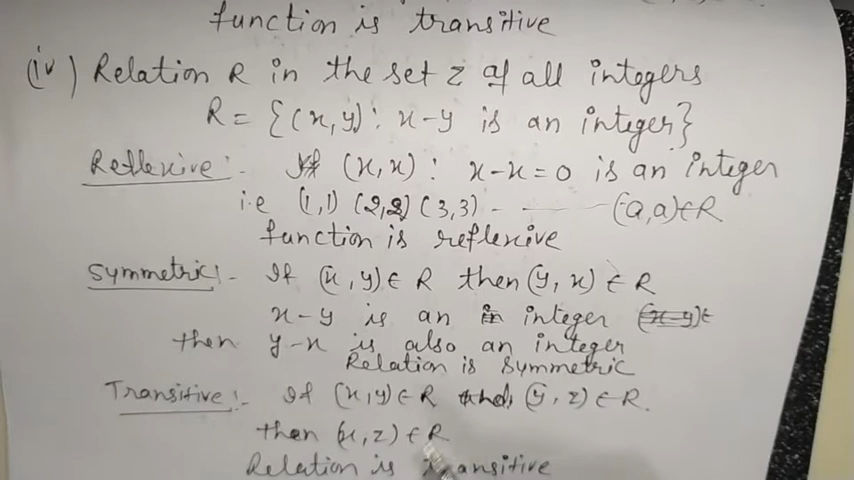 function is transitive
(iv) Relation R in the set Z of all integers
R = {(x,y): x-y is an integer}
Reflexive:- If (x,x): x-x=0 is an integer
i.e (1,1) (2,2) (3,3) - - - - (a,a)∈R
function is reflexive
Symmetric:- If (x,y)∈ R then (y,x) ∈ R
x-y is an integer
then y-x is also an integer
Relation is Symmetric
Transitive:- If (x,y)∈ R and (y,z) ∈ R.
then (x,z) ∈ R
Relation is transitive